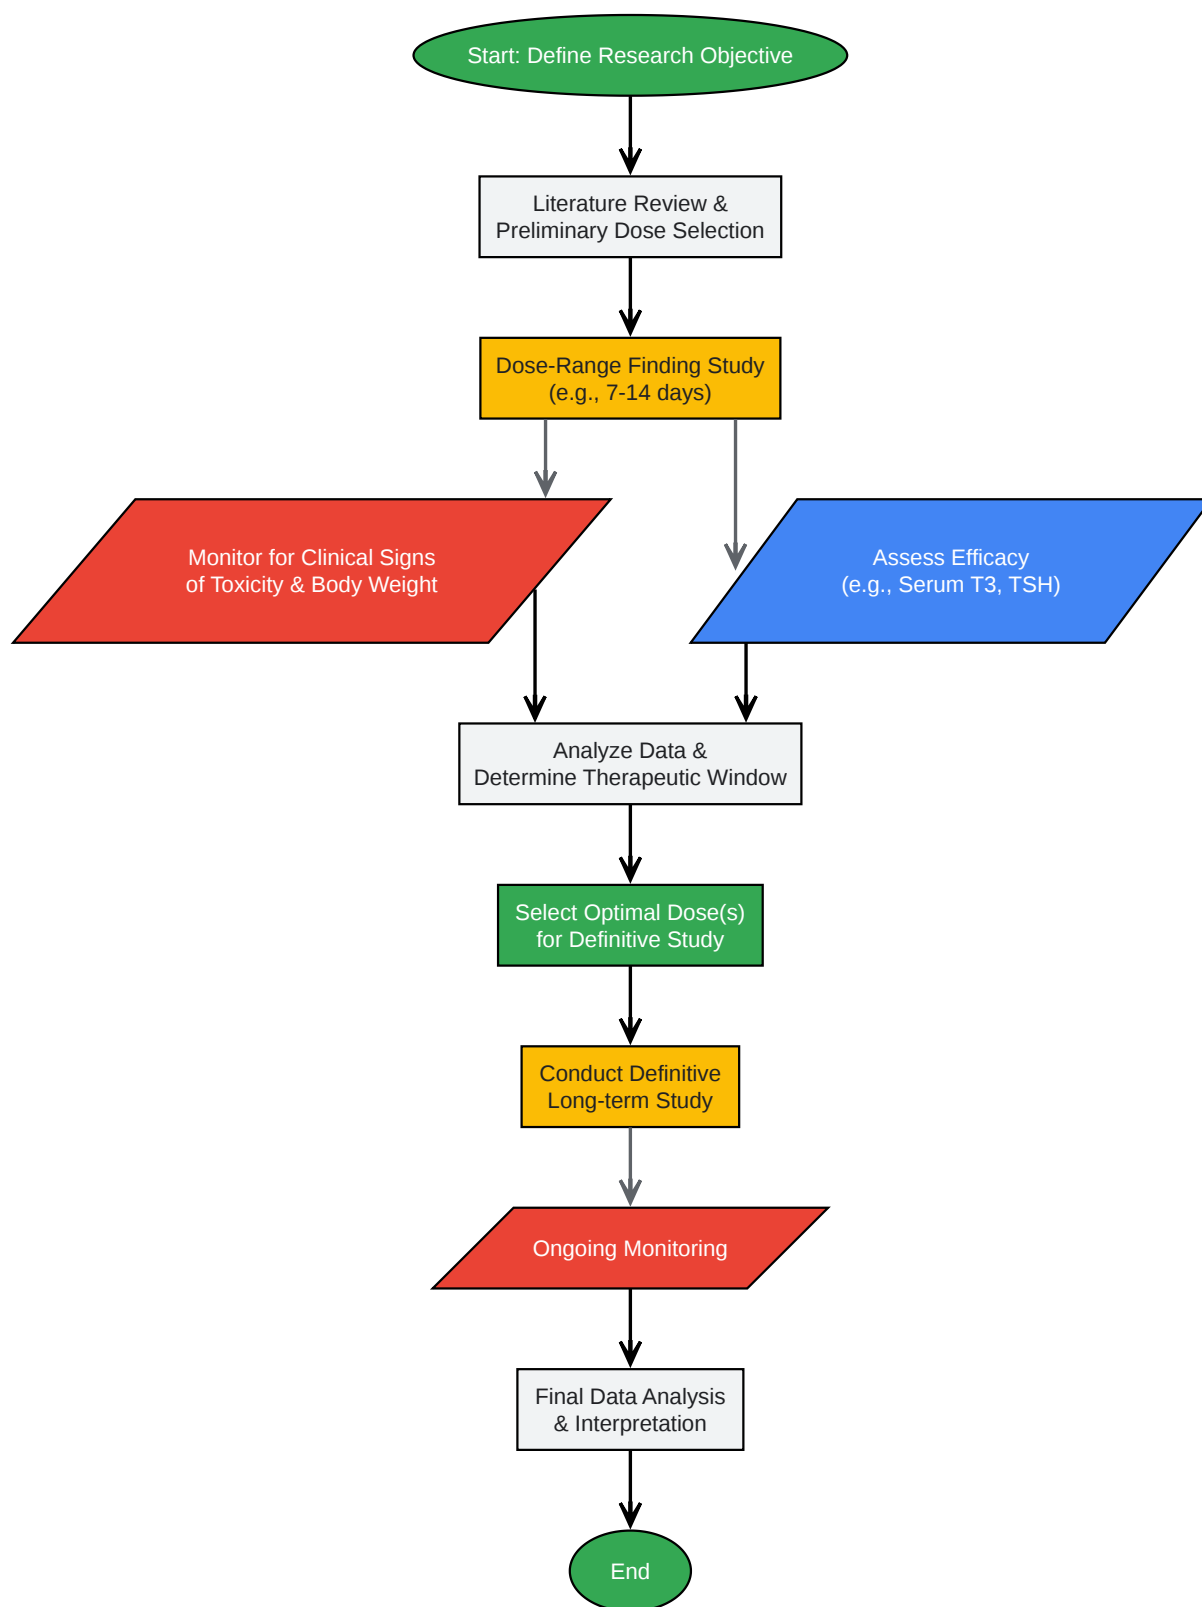 Start: Define Research Objective
Literature Review &
Preliminary Dose Selection
Dose-Range Finding Study
(e.g., 7-14 days)
Monitor for Clinical Signs
of Toxicity & Body Weight
Assess Efficacy
(e.g., Serum T3, TSH)
Analyze Data &
Determine Therapeutic Window
Select Optimal Dose(s)
for Definitive Study
Conduct Definitive
Long-term Study
Ongoing Monitoring
Final Data Analysis
& Interpretation
End